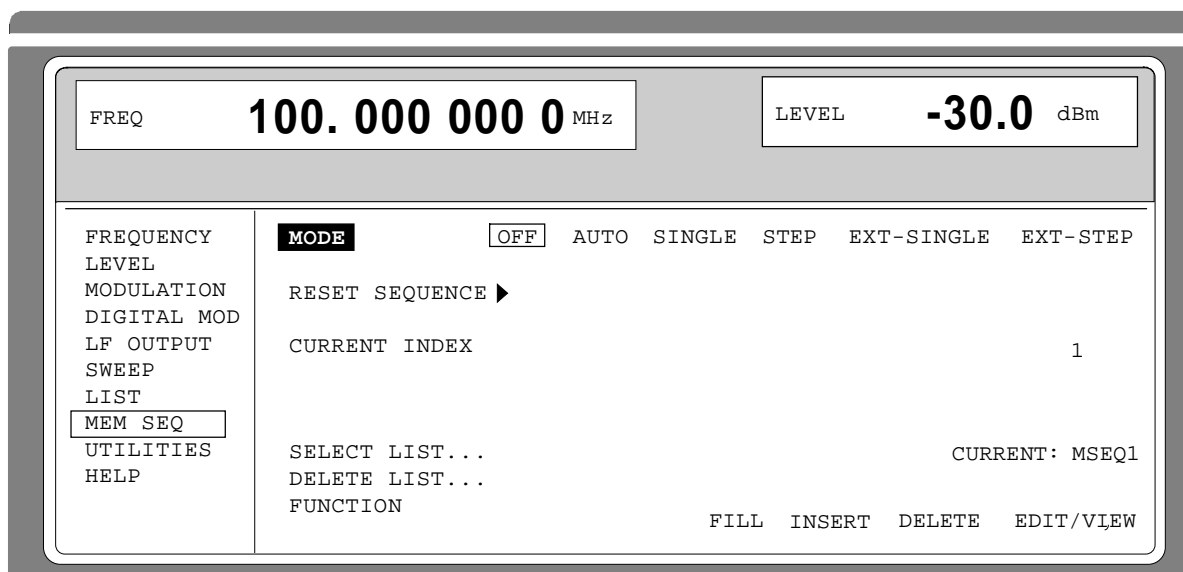 FREQ 100. 000 000 0 MHz LEVEL -30.0 dBm
FREQUENCY
LEVEL
MODULATION
DIGITAL MOD
LF OUTPUT
SWEEP
LIST
MEM SEQ
UTILITIES
HELP
MODE OFF AUTO SINGLE STEP EXT-SINGLE EXT-STEP
RESET SEQUENCE
CURRENT INDEX 1
SELECT LIST... CURRENT: MSEQ1
DELETE LIST...
FUNCTION
FILL INSERT DELETE EDIT/VIEW